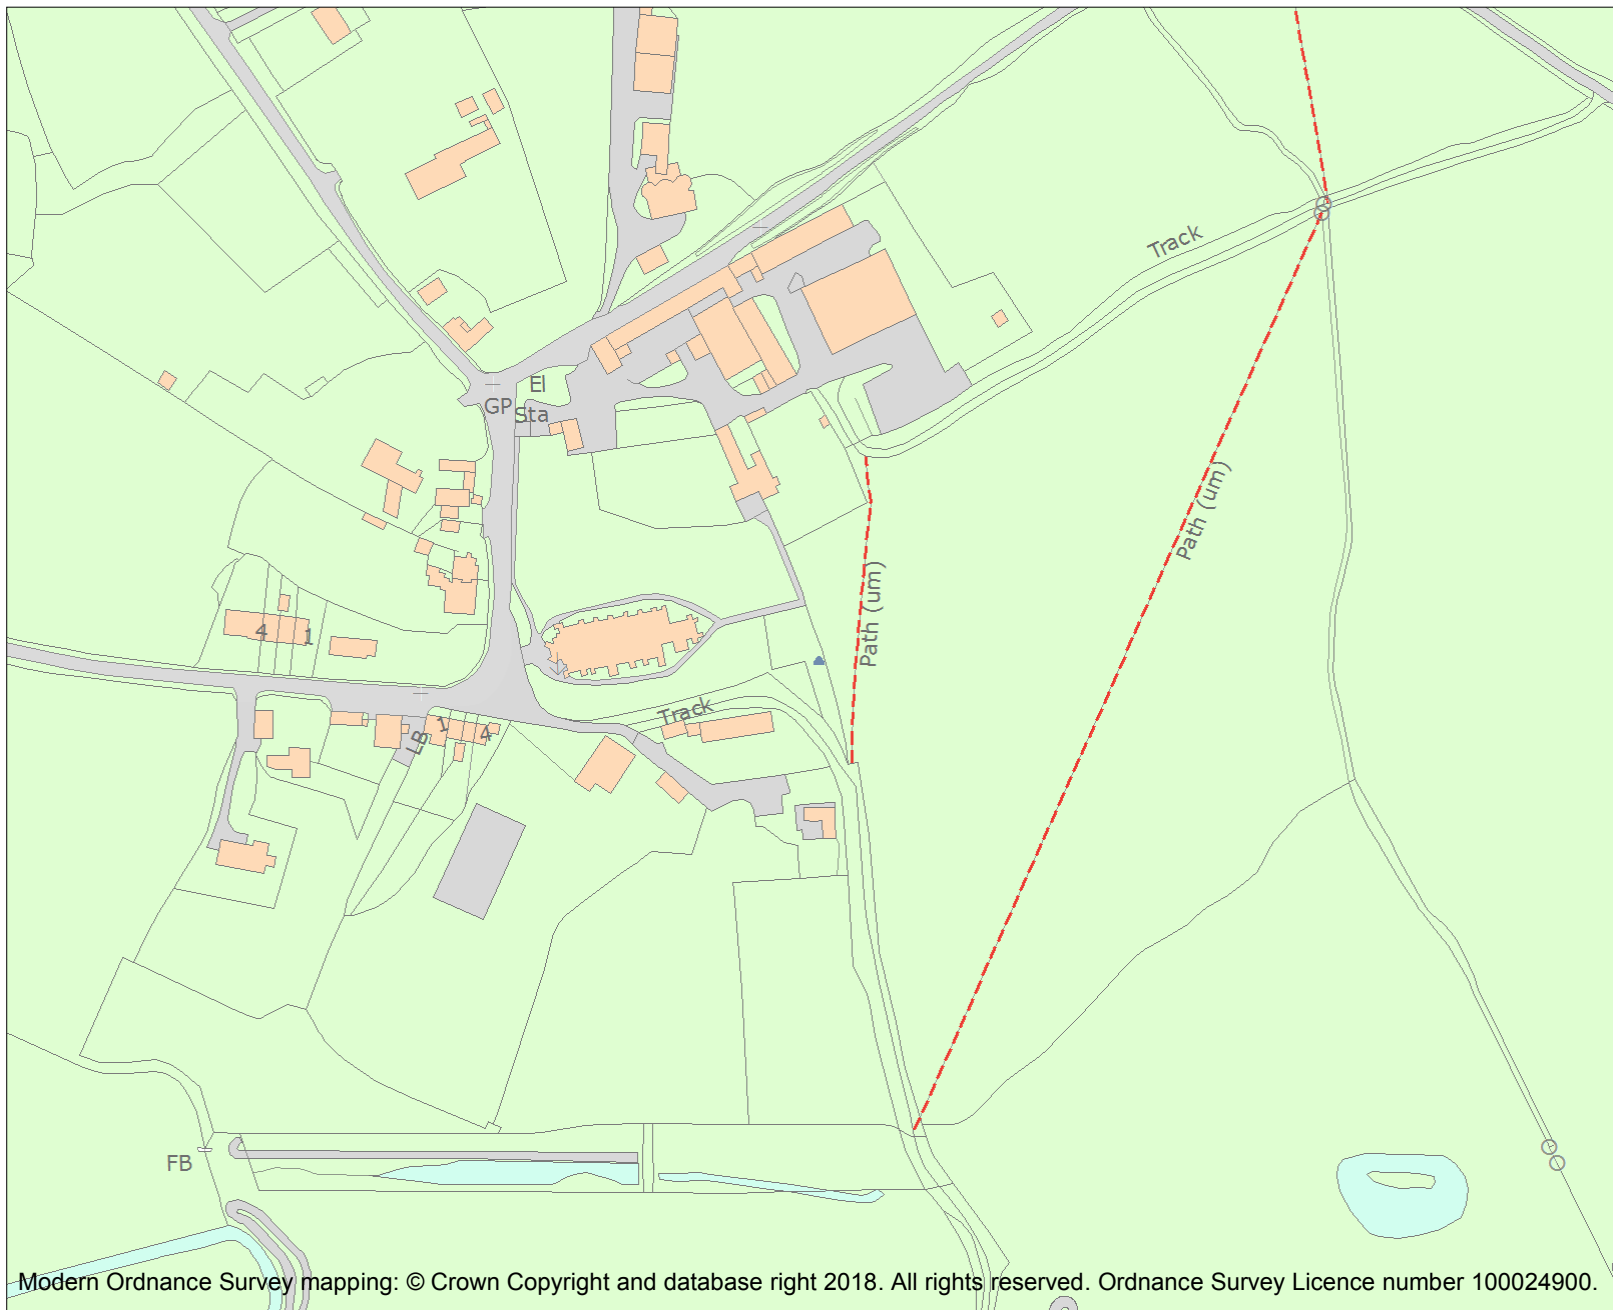 Track
El
GP Sta
Path (um)
Path (um)
4
1
Track
1
4
LB
FB
Modern Ordnance Survey mapping: © Crown Copyright and database right 2018. All rights reserved. Ordnance Survey Licence number 100024900.